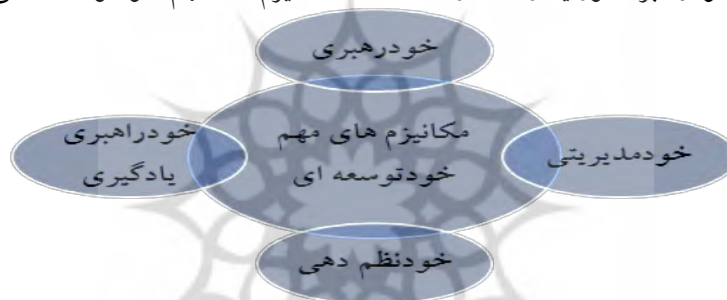 خودرهبری
مکانیزم های مهم
خودتوسعه ای
خودراهبری
یادگیری
خودمدیریتی
خودنظم دهی